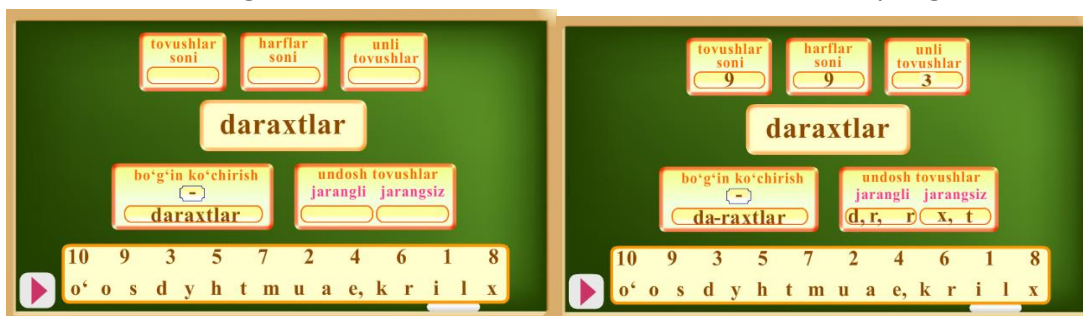 tovushlar soni
harflar soni
unli tovushlar
daraxtlar
bo‘g‘in ko‘chirish
-
daraxtlar
undosh tovushlar
jarangli jarangsiz
10 9 3 5 7 2 4 6 1 8
o‘ o s d y h t m u a e, k r i l x
tovushlar soni
9
harflar soni
9
unli tovushlar
3
daraxtlar
bo‘g‘in ko‘chirish
-
da-raxtlar
undosh tovushlar
jarangli jarangsiz
d, r, r x, t
10 9 3 5 7 2 4 6 1 8
o‘ o s d y h t m u a e, k r i l x